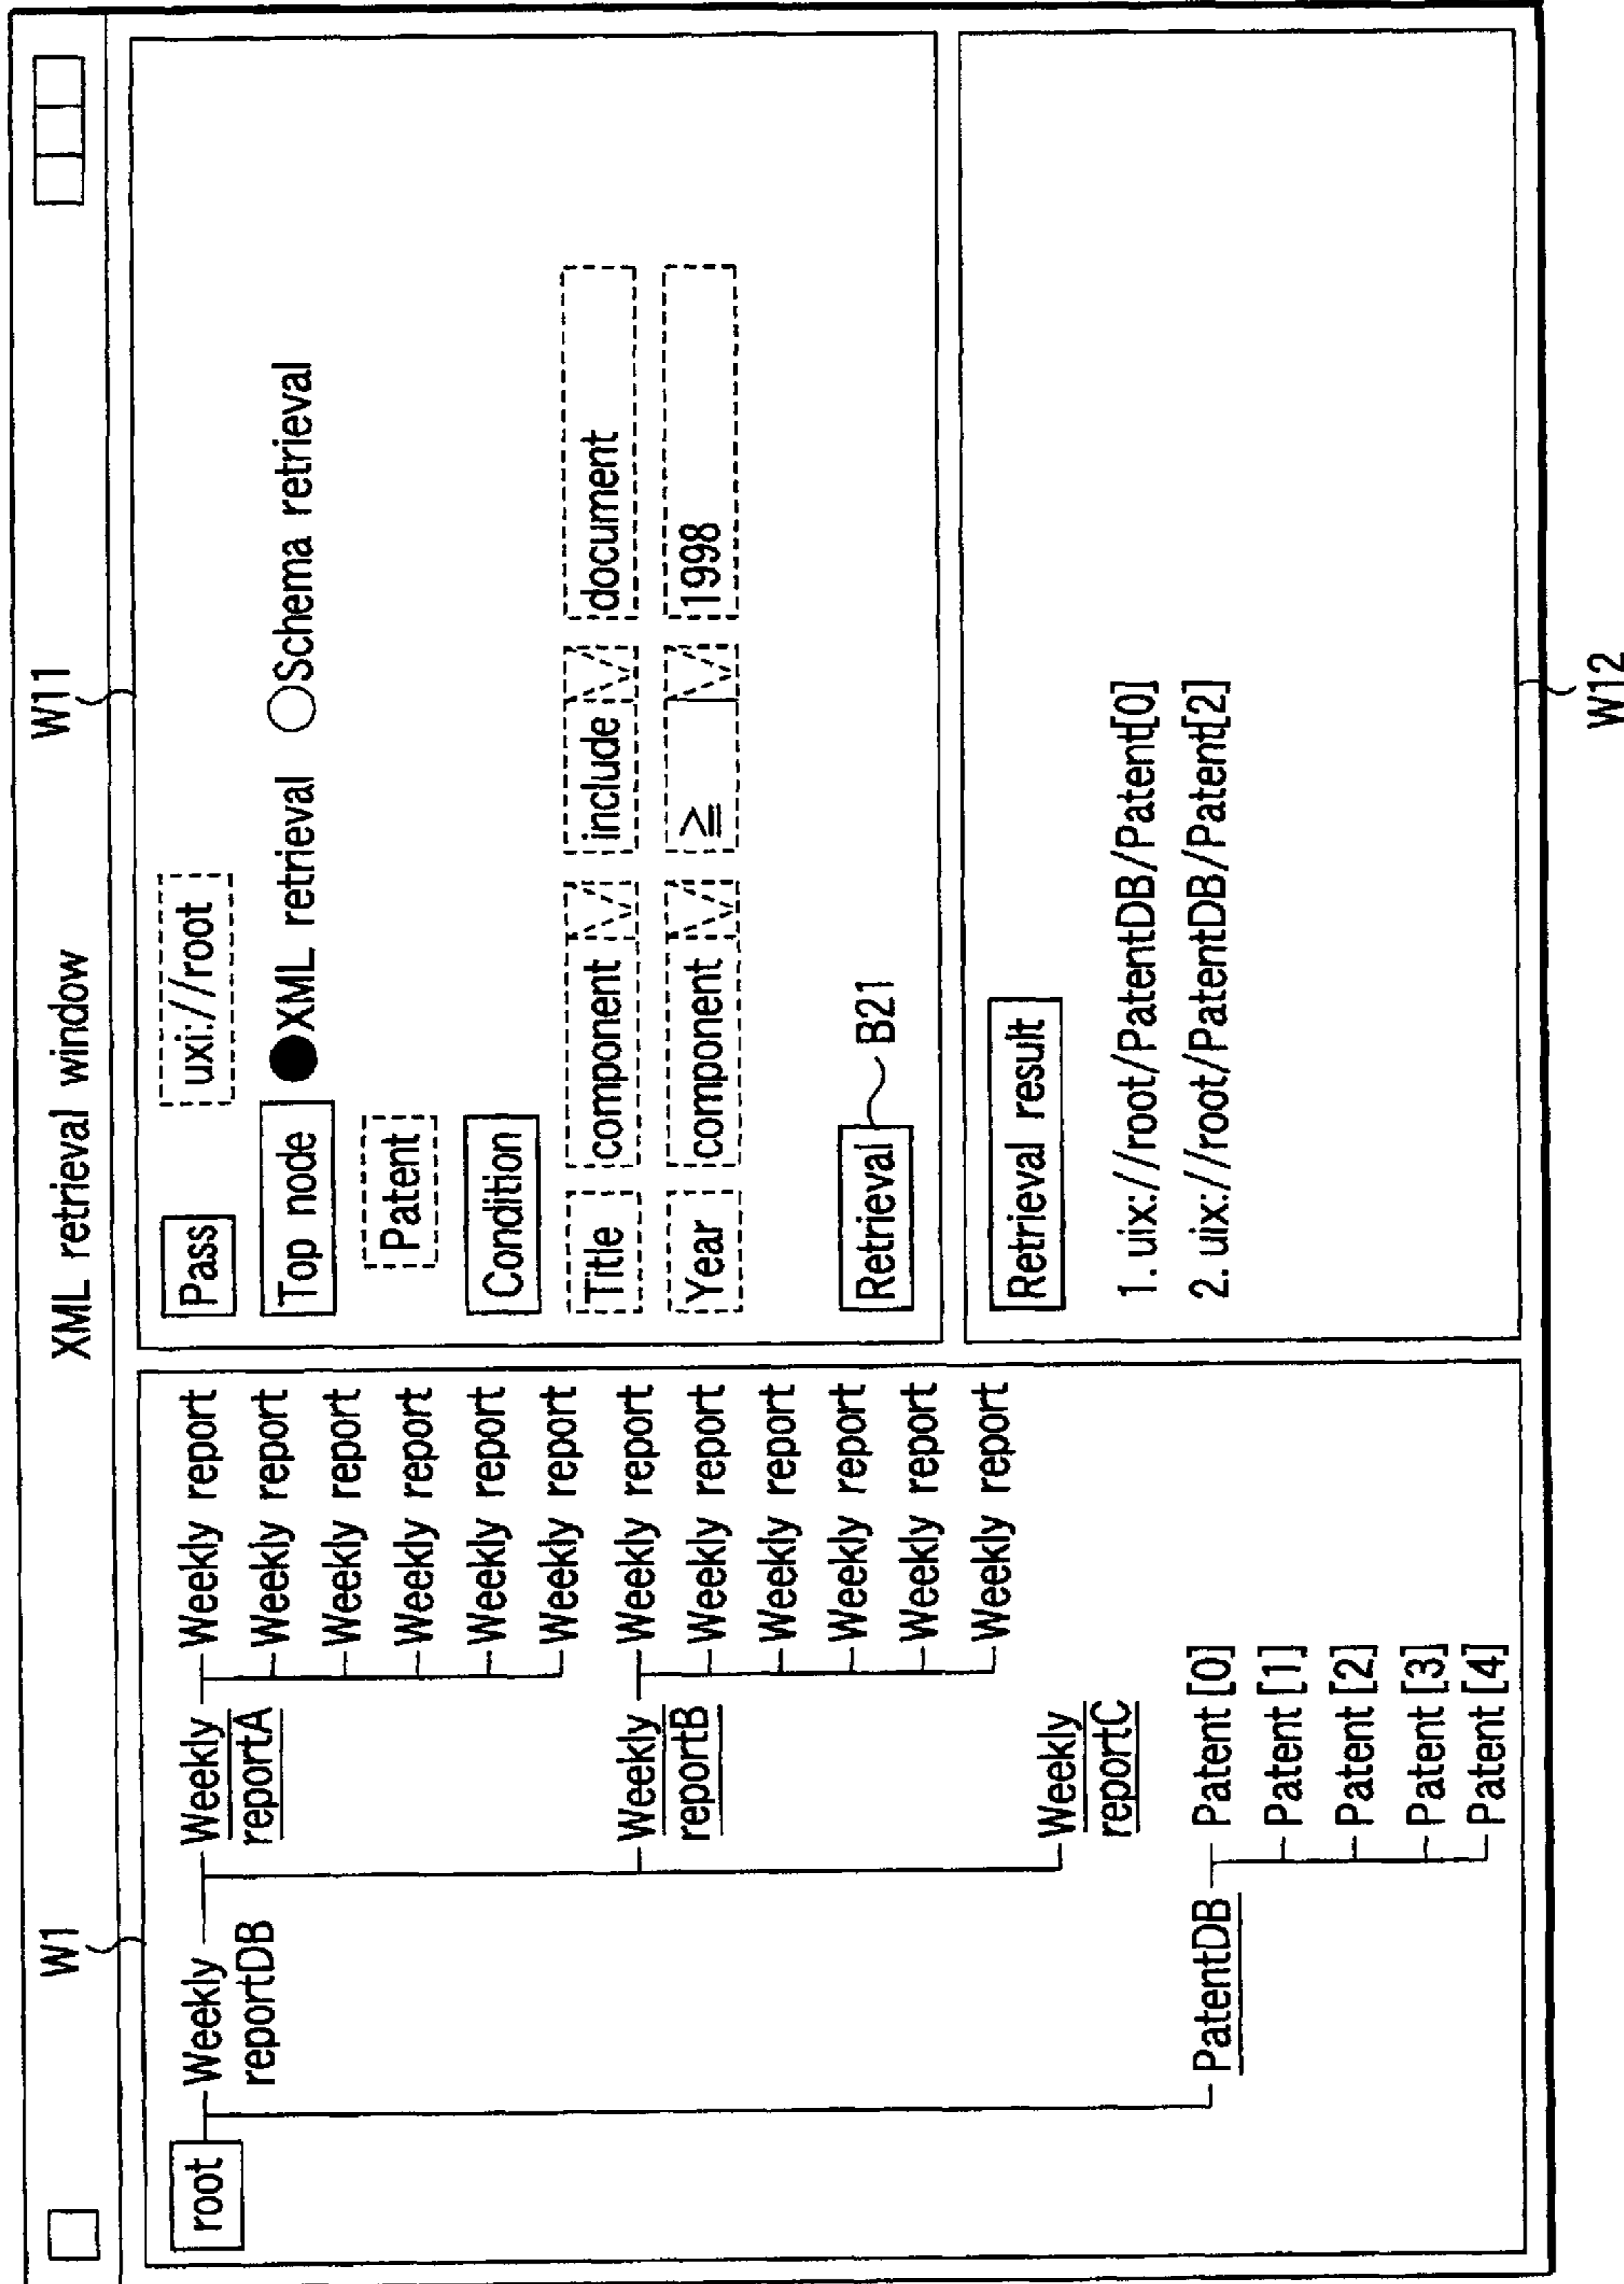 XML retrieval window
W1
W11
root
Weekly
reportDB
Weekly
reportA
Weekly report
Weekly report
Weekly report
Weekly report
Weekly report
Weekly report
Weekly
reportB
Weekly report
Weekly report
Weekly report
Weekly report
Weekly report
Weekly report
Weekly
reportC
PatentDB
Patent [0]
Patent [1]
Patent [2]
Patent [3]
Patent [4]
Pass uxi://root
Top node ●XML retrieval ○Schema retrieval
Patent
Condition
Title component include document
Year component ≧ 1998
Retrieval B21
Retrieval result
1. uix://root/PatentDB/Patent[0]
2. uix://root/PatentDB/Patent[2]
W12